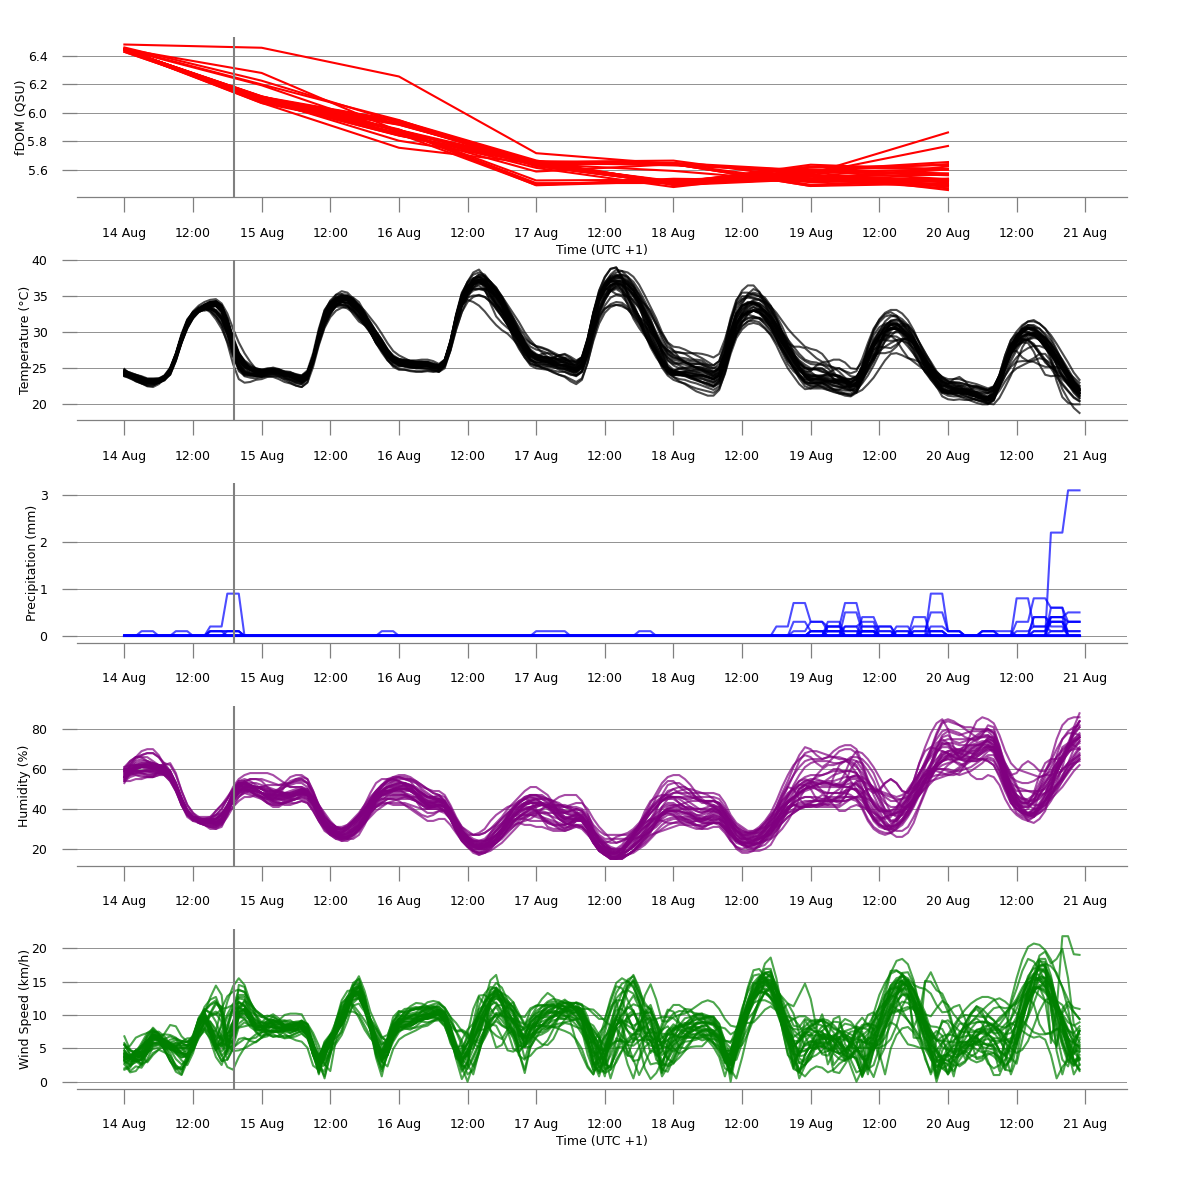 6.4
6.2
6.0
5.8
5.6
fDOM (QSU)
14 Aug 12:00 15 Aug 12:00 16 Aug 12:00 17 Aug 12:00 18 Aug 12:00 19 Aug 12:00 20 Aug 12:00 21 Aug
Time (UTC +1)
40
35
30
25
20
Temperature (°C)
14 Aug 12:00 15 Aug 12:00 16 Aug 12:00 17 Aug 12:00 18 Aug 12:00 19 Aug 12:00 20 Aug 12:00 21 Aug
3
2
1
0
Precipitation (mm)
14 Aug 12:00 15 Aug 12:00 16 Aug 12:00 17 Aug 12:00 18 Aug 12:00 19 Aug 12:00 20 Aug 12:00 21 Aug
80
60
40
20
Humidity (%)
14 Aug 12:00 15 Aug 12:00 16 Aug 12:00 17 Aug 12:00 18 Aug 12:00 19 Aug 12:00 20 Aug 12:00 21 Aug
20
15
10
5
0
Wind Speed (km/h)
14 Aug 12:00 15 Aug 12:00 16 Aug 12:00 17 Aug 12:00 18 Aug 12:00 19 Aug 12:00 20 Aug 12:00 21 Aug
Time (UTC +1)